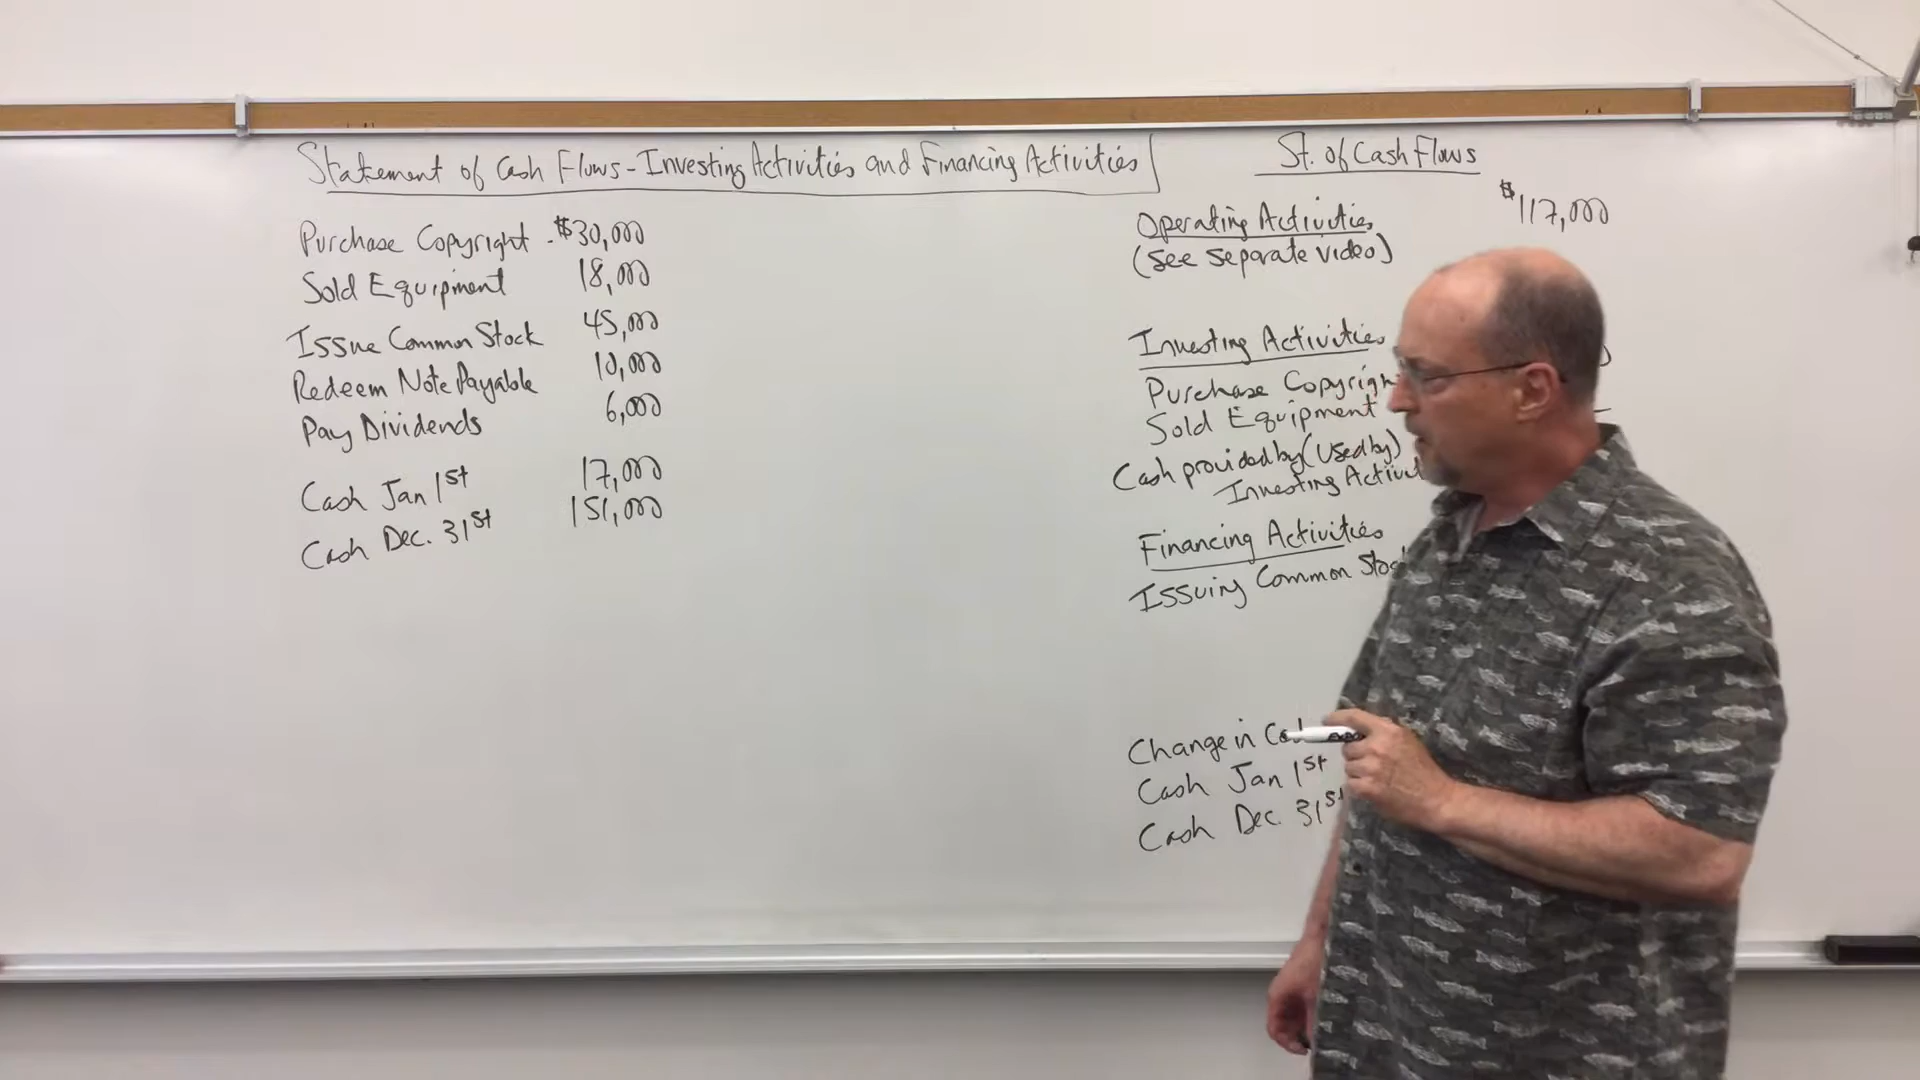 Statement of Cash Flows - Investing Activities and Financing Activities
Purchase Copyright $30,000
Sold Equipment 18,000
Issue Common Stock 45,000
Redeem Note Payable 10,000
Pay Dividends 6,000
Cash Jan 1st 17,000
Cash Dec. 31st 151,000
St. of Cash Flows
Operating Activities $117,000
(see separate video)
Investing Activities
Purchase Copyrigh
Sold Equipment
Cash provided by (used by)
Investing Activi
Financing Activities
Issuing Common Stoc
Change in
Cash Jan 1st
Cash Dec. 31st